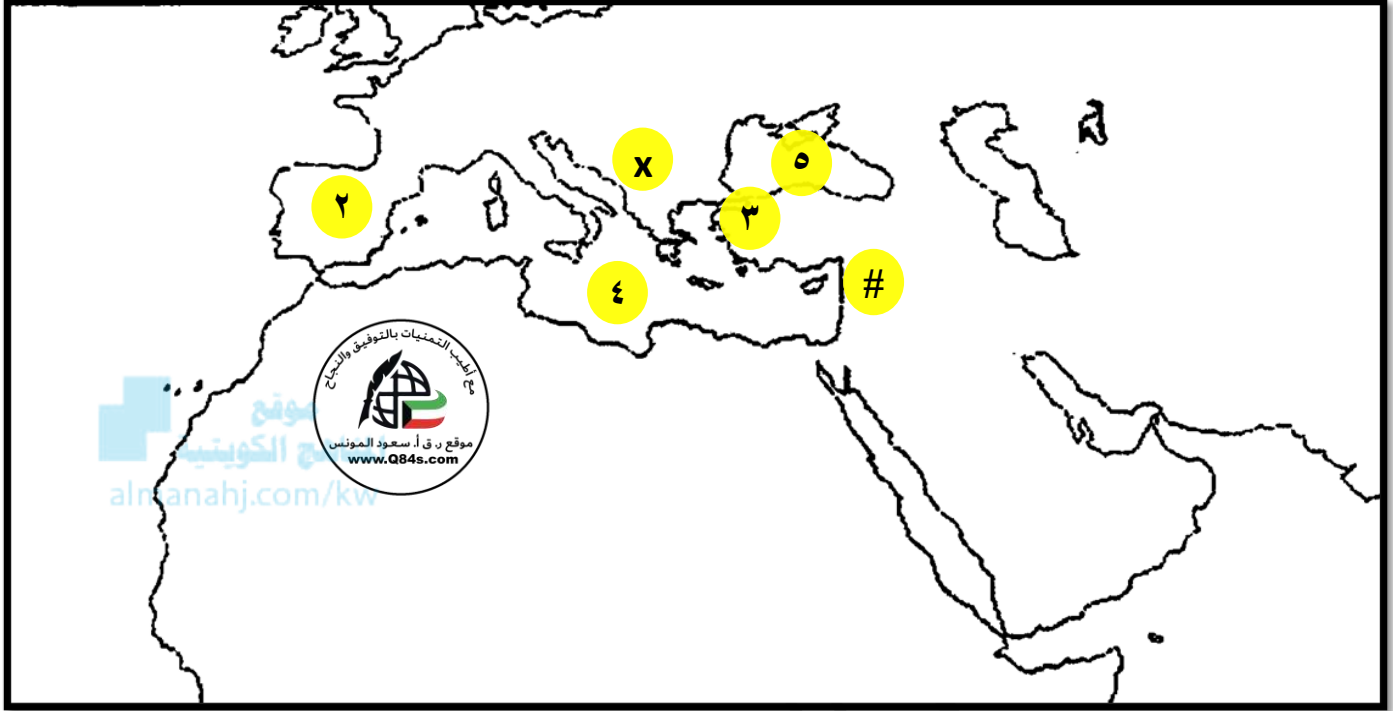 x
٥
٢
٣
#
٤
مع أطيب التمنيات بالتوفيق والنجاح
موقع ر. ق أ. سعود المونس
www.Q84s.com
موقع
المناهج الكويتية
almanahj.com/kw